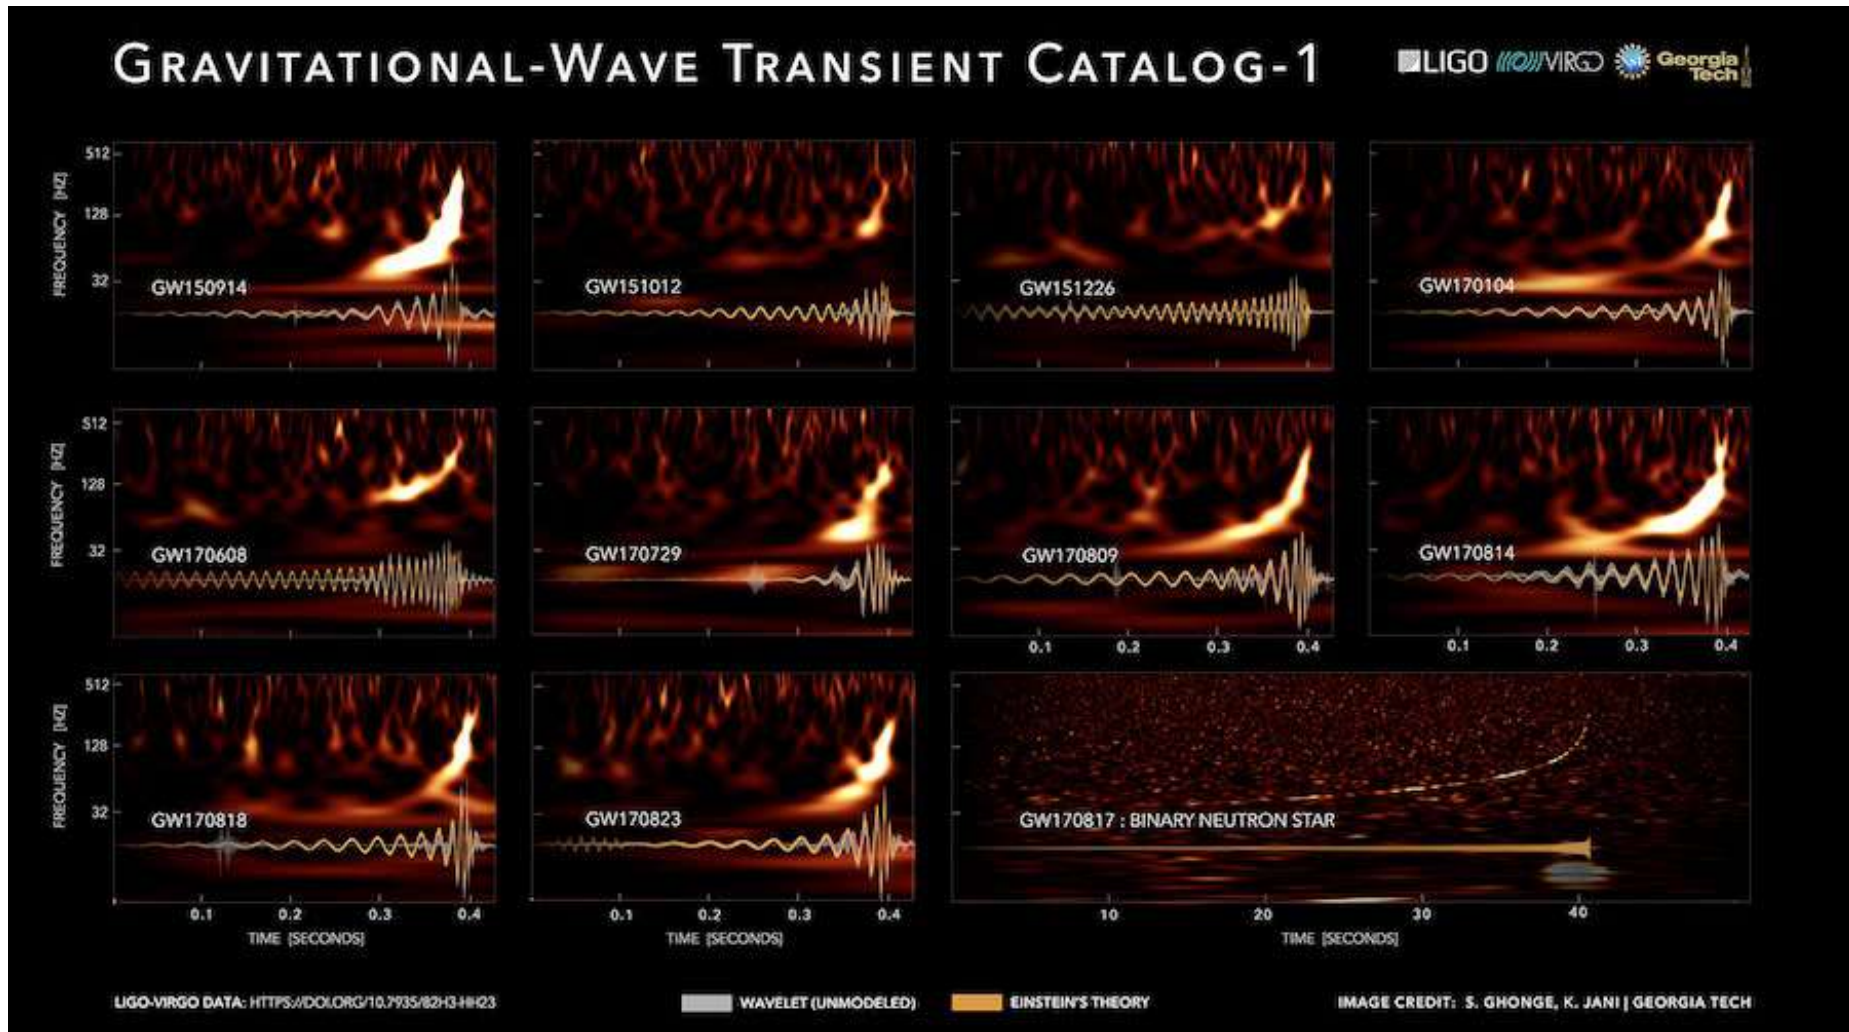 GRAVITATIONAL-WAVE TRANSIENT CATALOG-1
LIGO VIRGO NSF Georgia Tech
FREQUENCY [HZ]
512
128
32
GW150914
GW151012
GW151226
GW170104
FREQUENCY [HZ]
512
128
32
GW170608
GW170729
GW170809
GW170814
0.1 0.2 0.3 0.4
0.1 0.2 0.3 0.4
FREQUENCY [HZ]
512
128
32
GW170818
GW170823
GW170817 : BINARY NEUTRON STAR
0.1 0.2 0.3 0.4
0.1 0.2 0.3 0.4
10 20 30 40
TIME [SECONDS]
TIME [SECONDS]
TIME [SECONDS]
LIGO-VIRGO DATA: HTTPS://DOI.ORG/10.7935/82H3-HH23
WAVELET (UNMODELED)
EINSTEIN'S THEORY
IMAGE CREDIT: S. GHONGE, K. JANI | GEORGIA TECH